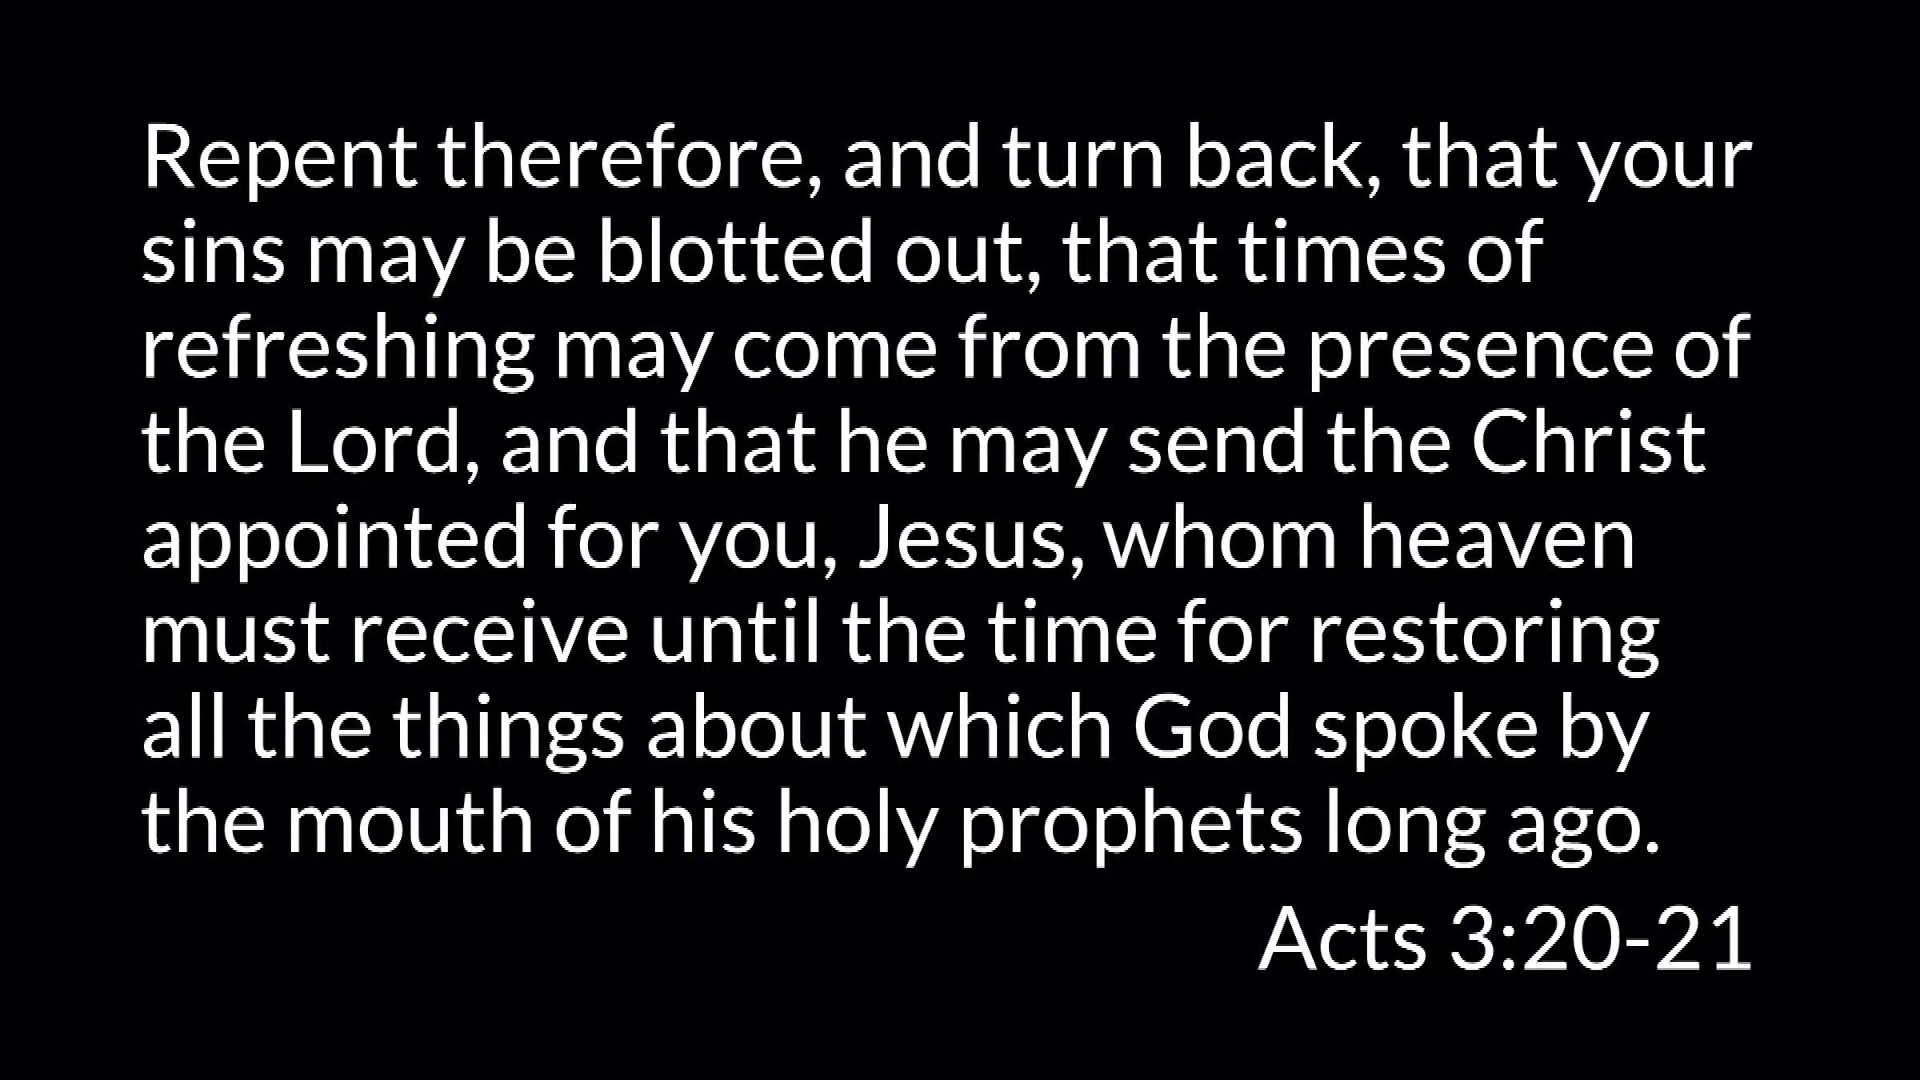 Repent therefore, and turn back, that your
sins may be blotted out, that times of
refreshing may come from the presence of
the Lord, and that he may send the Christ
appointed for you, Jesus, whom heaven
must receive until the time for restoring
all the things about which God spoke by
the mouth of his holy prophets long ago.
Acts 3:20-21